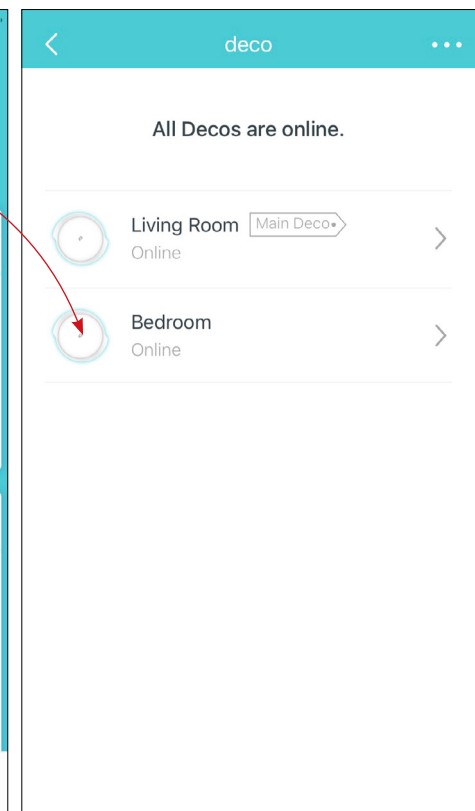 deco
All Decos are online.
Living Room Main Deco
Online
Bedroom
Online